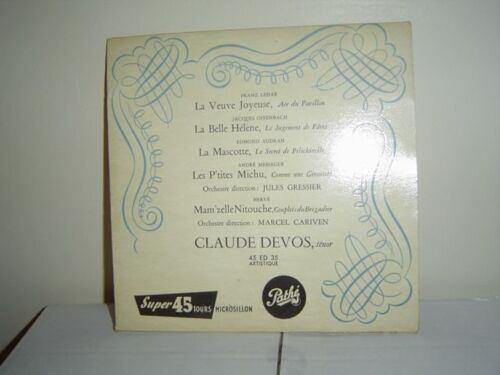 FRANZ LEHAR
La Veuve Joyeuse, Air du Pavillon
JACQUES OFFENBACH
La Belle Hélène, Le Jugement de Pâris
EDMOND AUDRAN
La Mascotte, Le Secret de Polichinelle
ANDRÉ MESSAGER
Les P'tites Michu, Comme une Girouette
Orchestre direction : JULES GRESSIER
HERVÉ
Mam'zelle Nitouche, Couplets du Brigadier
Orchestre direction : MARCEL CARIVEN
CLAUDE DEVOS, ténor
45 ED 35
ARTISTIQUE
Super 45 TOURS MICROSILLON
Pathé